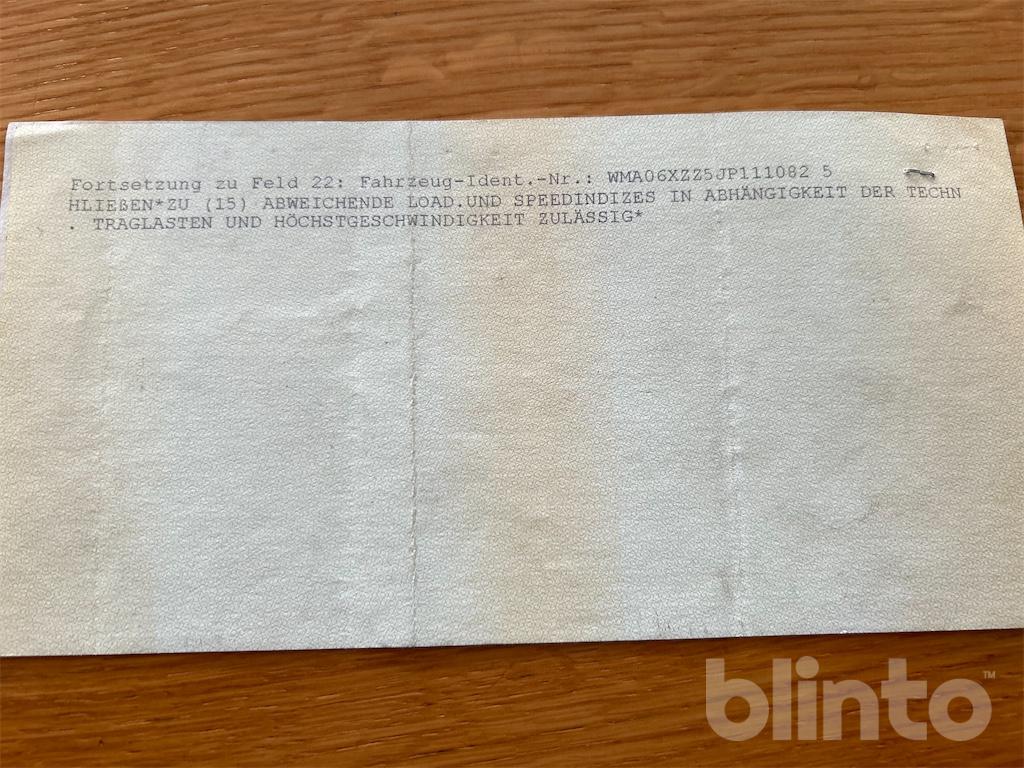 Fortsetzung zu Feld 22: Fahrzeug-Ident.-Nr.: WMA06XZZ5JP111082 5
HLIEßEN*ZU (15) ABWEICHENDE LOAD.UND SPEEDINDIZES IN ABHÄNGIGKEIT DER TECHN
. TRAGLASTEN UND HÖCHSTGESCHWINDIGKEIT ZULÄSSIG*
blinto™